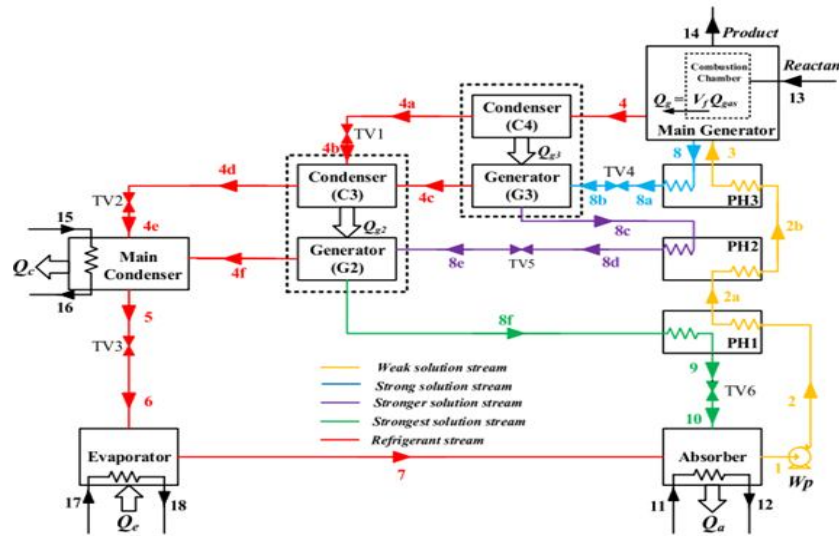 14
Product
Combustion
Chamber
Reactan
13
Qg = Vf Qgas
Main Generator
4a
Condenser
(C4)
4
TV1
4b
Qg3
8
3
4d
Condenser
(C3)
4c
Generator
(G3)
TV4
8b
8a
PH3
TV2
15
4e
Qg2
8c
2b
Main
Condenser
Qc
4f
Generator
(G2)
8e
TV5
8d
PH2
16
2a
5
8f
PH1
TV3
9
TV6
Weak solution stream
Strong solution stream
Stronger solution stream
Strongest solution stream
Refrigerant stream
6
10
2
Evaporator
7
Absorber
1
Wp
17
18
Qe
11
12
Qa